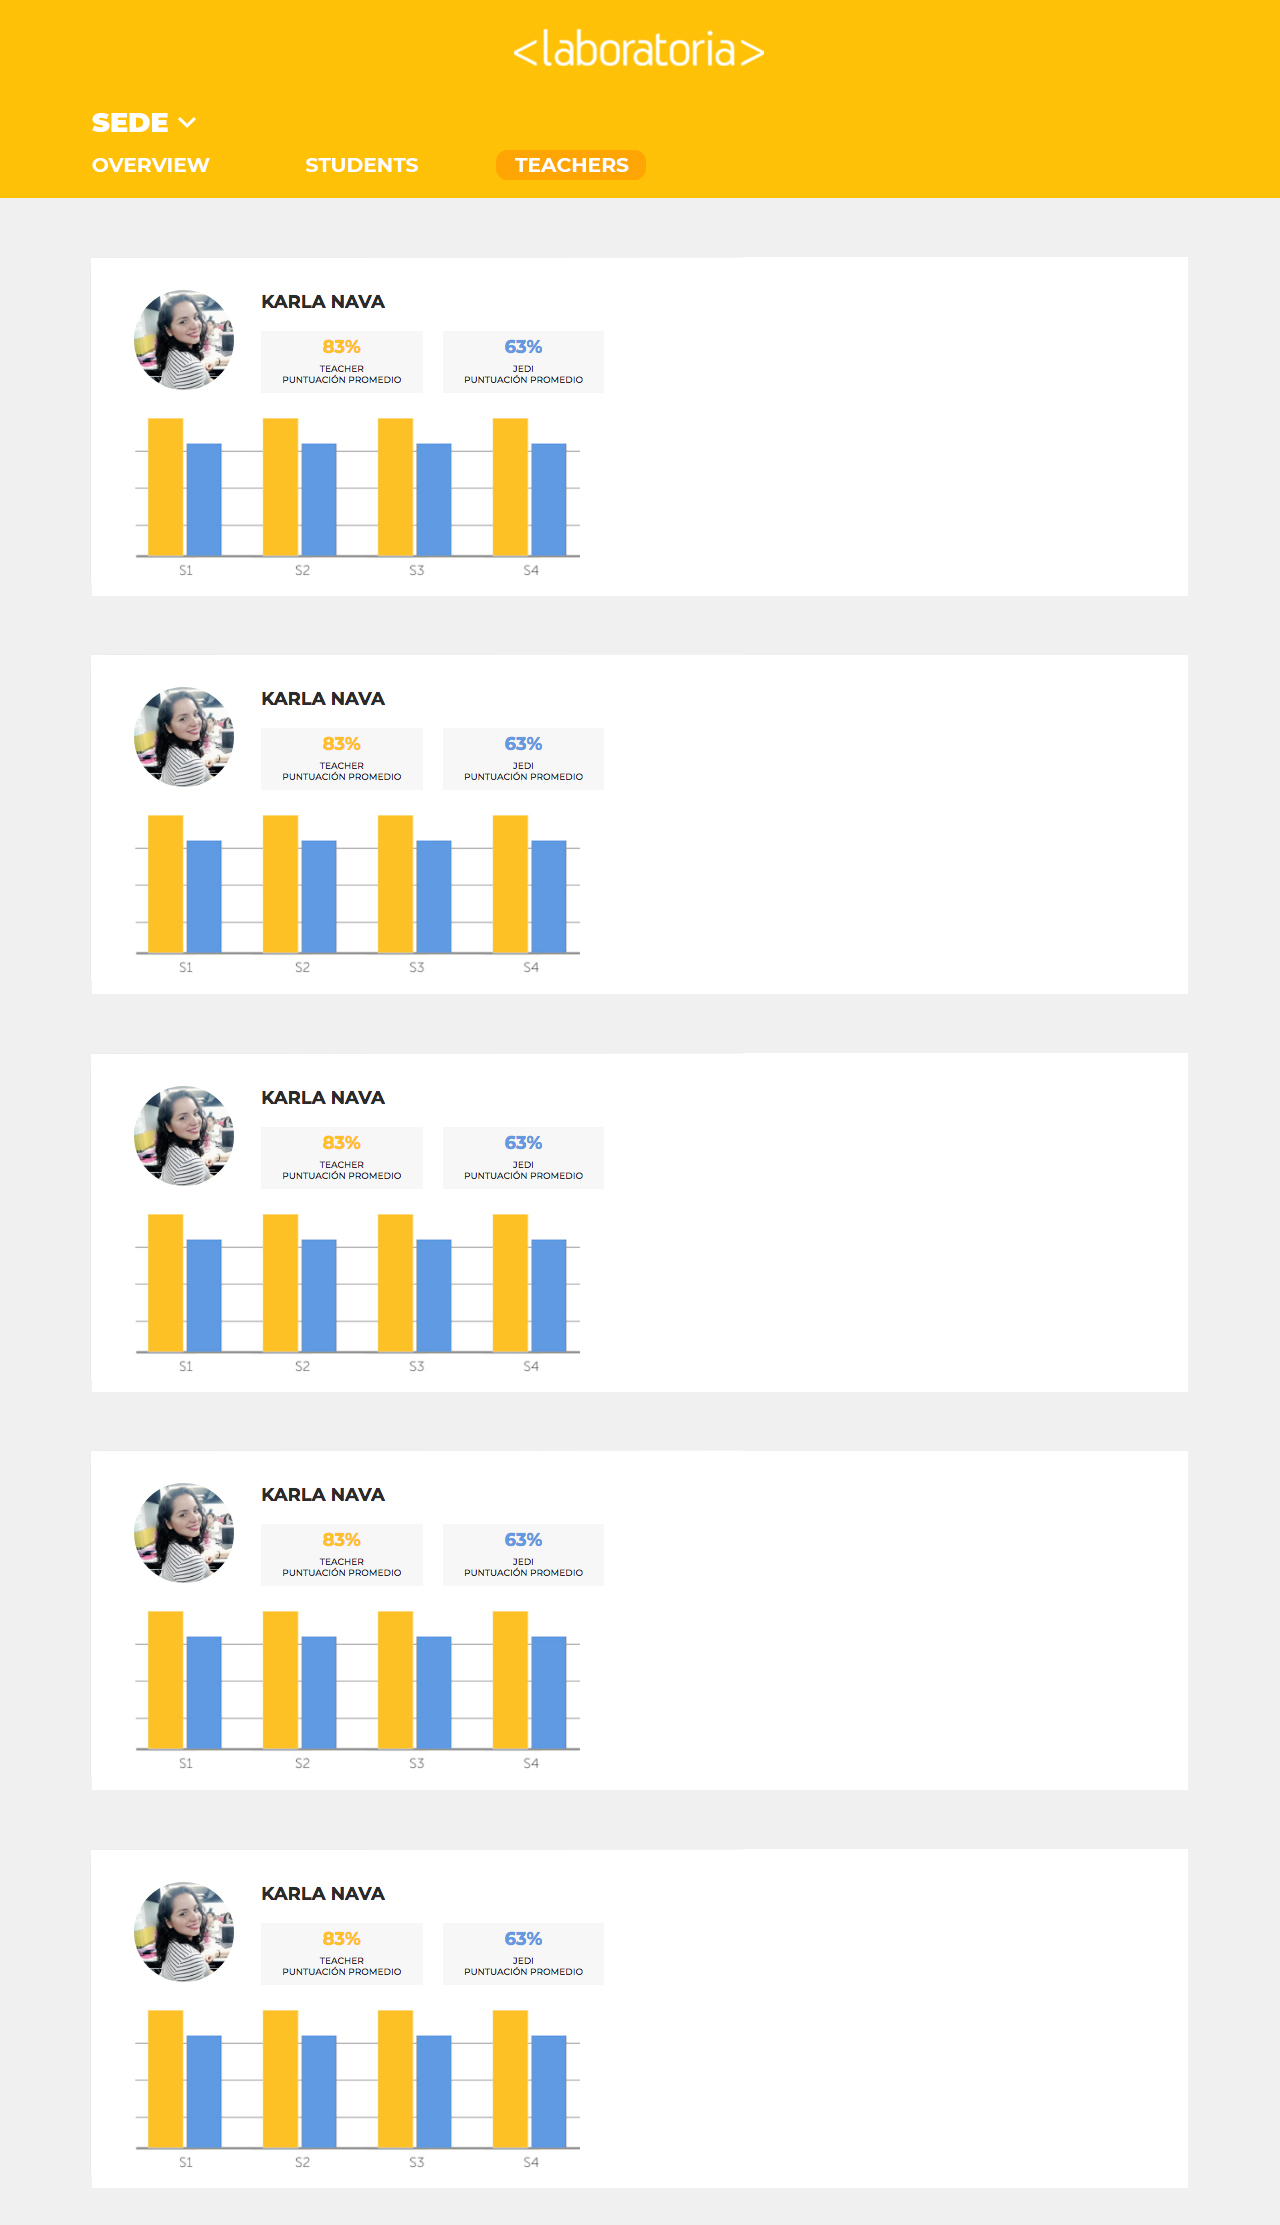 <laboratoria>
SEDE
OVERVIEW STUDENTS TEACHERS
KARLA NAVA
83% 63%
TEACHER JEDI
PUNTUACIÓN PROMEDIO PUNTUACIÓN PROMEDIO
S1 S2 S3 S4
KARLA NAVA
83% 63%
TEACHER JEDI
PUNTUACIÓN PROMEDIO PUNTUACIÓN PROMEDIO
S1 S2 S3 S4
KARLA NAVA
83% 63%
TEACHER JEDI
PUNTUACIÓN PROMEDIO PUNTUACIÓN PROMEDIO
S1 S2 S3 S4
KARLA NAVA
83% 63%
TEACHER JEDI
PUNTUACIÓN PROMEDIO PUNTUACIÓN PROMEDIO
S1 S2 S3 S4
KARLA NAVA
83% 63%
TEACHER JEDI
PUNTUACIÓN PROMEDIO PUNTUACIÓN PROMEDIO
S1 S2 S3 S4